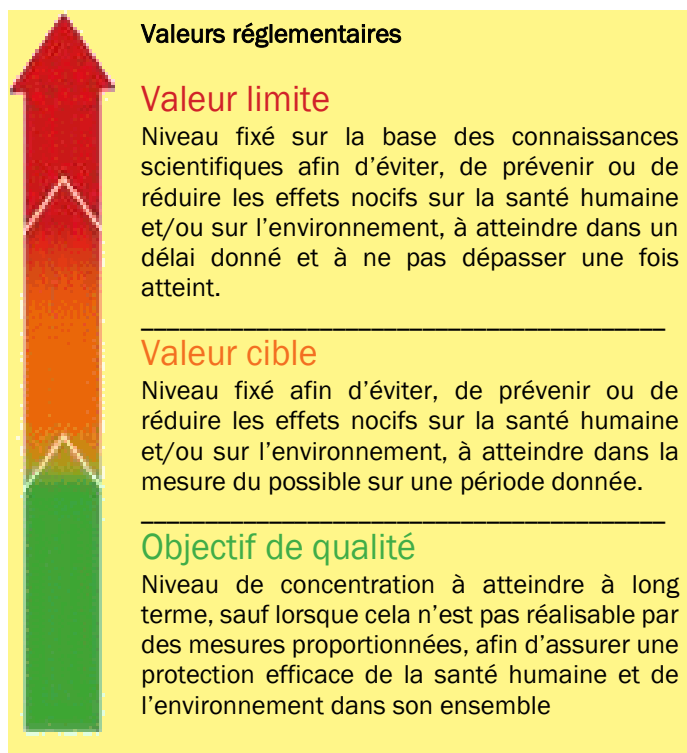 Valeurs réglementaires
Valeur limite
Niveau fixé sur la base des connaissances
scientifiques afin d'éviter, de prévenir ou de
réduire les effets nocifs sur la santé humaine
et/ou sur l'environnement, à atteindre dans un
délai donné et à ne pas dépasser une fois
atteint.
Valeur cible
Niveau fixé afin d'éviter, de prévenir ou de
réduire les effets nocifs sur la santé humaine
et/ou sur l'environnement, à atteindre dans la
mesure du possible sur une période donnée.
Objectif de qualité
Niveau de concentration à atteindre à long
terme, sauf lorsque cela n'est pas réalisable par
des mesures proportionnées, afin d'assurer une
protection efficace de la santé humaine et de
l'environnement dans son ensemble